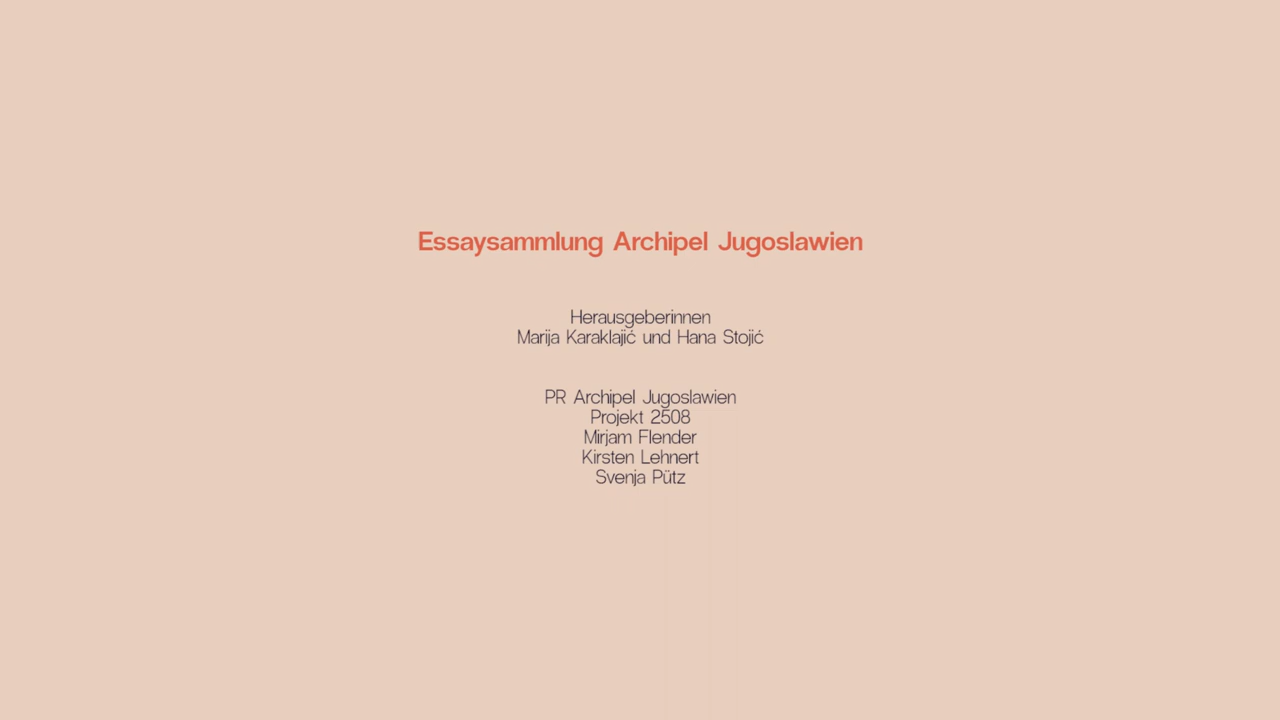 Essaysammlung Archipel Jugoslawien
Herausgeberinnen
Marija Karaklajić und Hana Stojić
PR Archipel Jugoslawien
Projekt 2508
Mirjam Flender
Kirsten Lehnert
Svenja Pütz